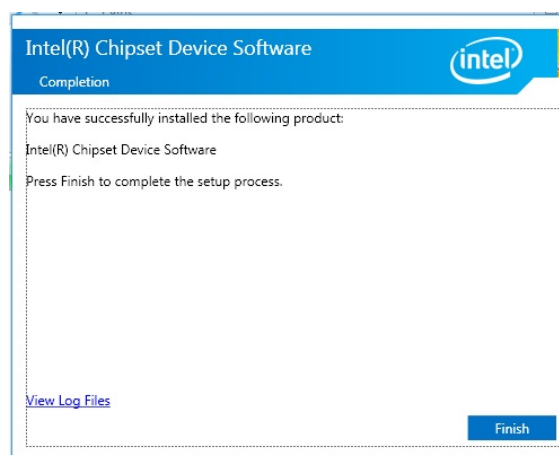 Intel(R) Chipset Device Software
intel
Completion
You have successfully installed the following product:
Intel(R) Chipset Device Software
Press Finish to complete the setup process.
View Log Files
Finish